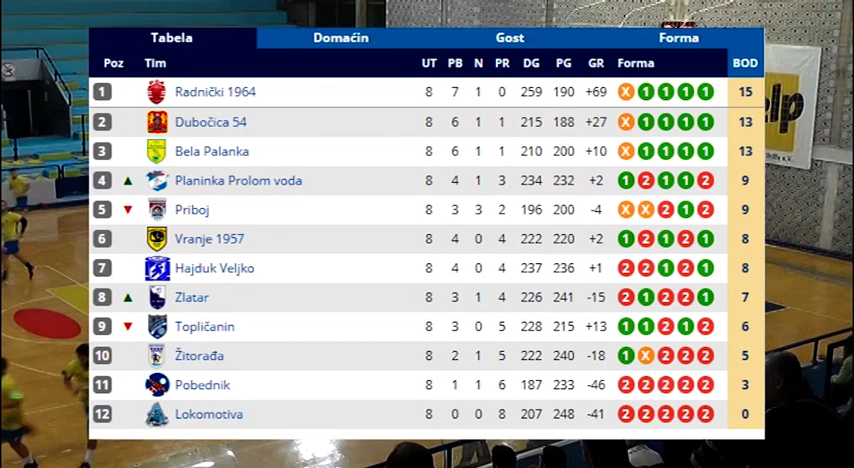 Tabela Domaćin Gost Forma
Poz Tim UT PB N PR DG PG GR Forma BOD
1 Radnički 1964 8 7 1 0 259 190 +69 X 1 1 1 1 15
2 Dubočica 54 8 6 1 1 215 188 +27 X 1 1 1 1 13
3 Bela Palanka 8 6 1 1 210 200 +10 X 1 1 1 1 13
4 Planinka Prolom voda 8 4 1 3 234 232 +2 1 2 1 1 2 9
5 Priboj 8 3 3 2 196 200 -4 X X 2 1 2 9
6 Vranje 1957 8 4 0 4 222 220 +2 1 2 1 2 1 8
7 Hajduk Veljko 8 4 0 4 237 236 +1 2 2 1 2 1 8
8 Zlatar 8 3 1 4 226 241 -15 2 1 2 2 1 7
9 Topličanin 8 3 0 5 228 215 +13 1 1 2 1 2 6
10 Žitorađa 8 2 1 5 222 240 -18 1 X 2 2 2 5
11 Pobednik 8 1 1 6 187 233 -46 2 2 2 2 2 3
12 Lokomotiva 8 0 0 8 207 248 -41 2 2 2 2 2 0